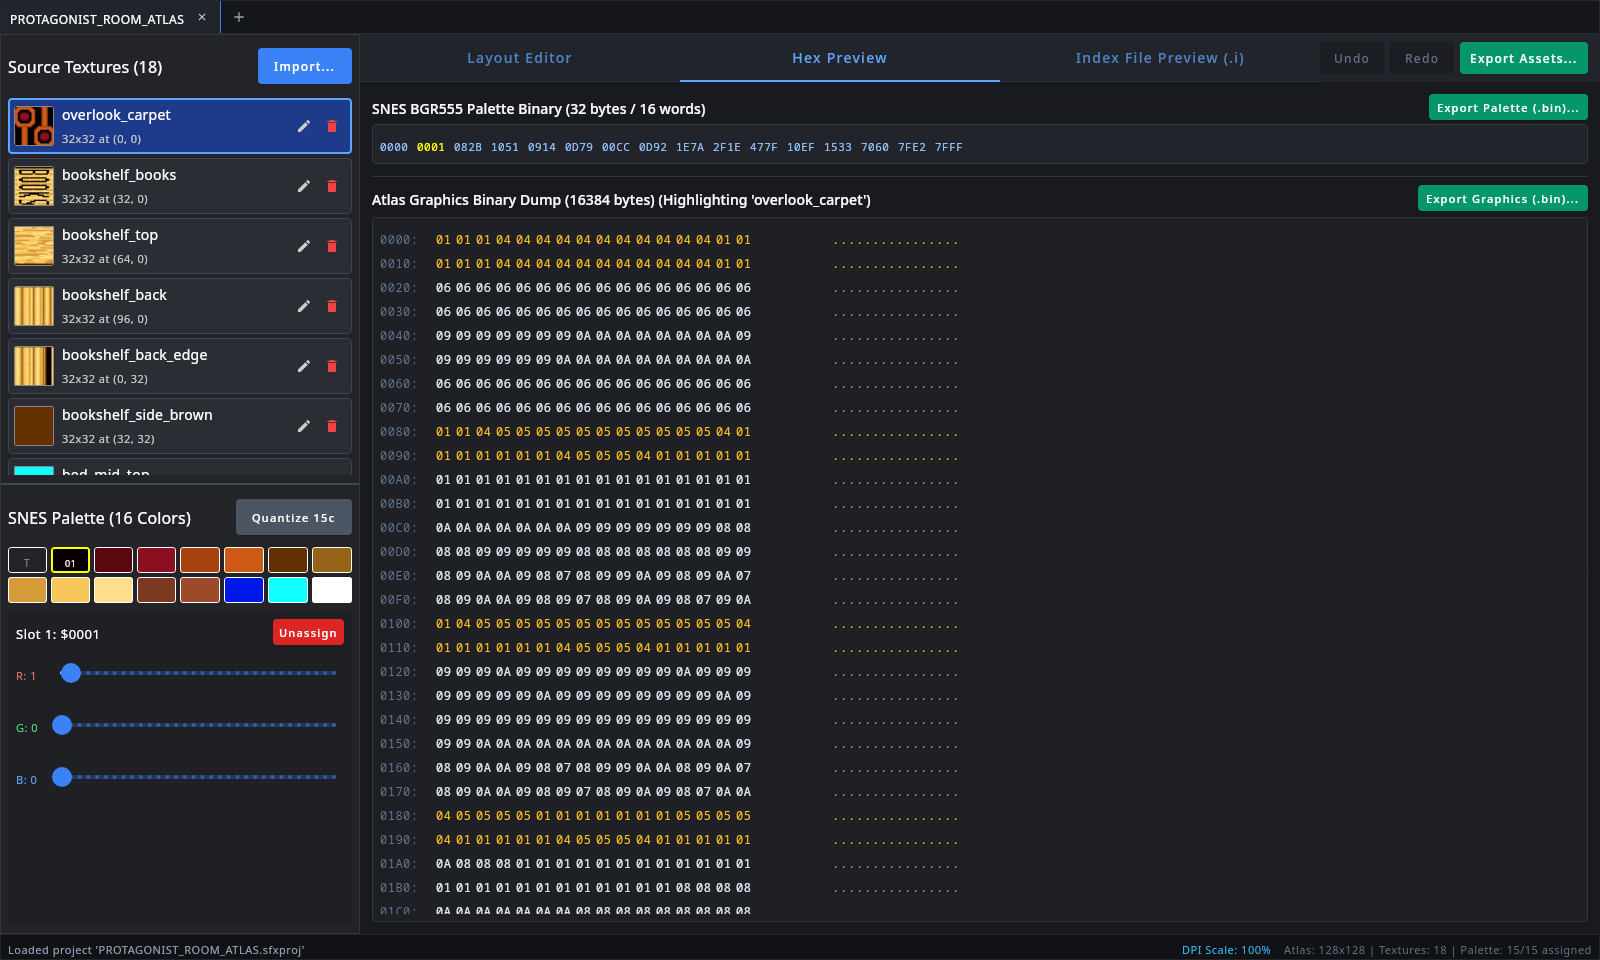 PROTAGONIST_ROOM_ATLAS × +
Source Textures (18)
Import...
overlook_carpet
32x32 at (0, 0)
bookshelf_books
32x32 at (32, 0)
bookshelf_top
32x32 at (64, 0)
bookshelf_back
32x32 at (96, 0)
bookshelf_back_edge
32x32 at (0, 32)
bookshelf_side_brown
32x32 at (32, 32)
bed_mid_top
SNES Palette (16 Colors)
Quantize 15c
T 01
Slot 1: $0001
Unassign
R: 1
G: 0
B: 0
Layout Editor Hex Preview Index File Preview (.i) Undo Redo Export Assets...
SNES BGR555 Palette Binary (32 bytes / 16 words)
Export Palette (.bin)...
0000 0001 082B 1051 0914 0D79 00CC 0D92 1E7A 2F1E 477F 10EF 1533 7060 7FE2 7FFF
Atlas Graphics Binary Dump (16384 bytes) (Highlighting 'overlook_carpet')
Export Graphics (.bin)...
0000: 01 01 01 04 04 04 04 04 04 04 04 04 04 04 01 01 ................
0010: 01 01 01 04 04 04 04 04 04 04 04 04 04 04 01 01 ................
0020: 06 06 06 06 06 06 06 06 06 06 06 06 06 06 06 06 ................
0030: 06 06 06 06 06 06 06 06 06 06 06 06 06 06 06 06 ................
0040: 09 09 09 09 09 09 09 0A 0A 0A 0A 0A 0A 0A 0A 09 ................
0050: 09 09 09 09 09 09 0A 0A 0A 0A 0A 0A 0A 0A 0A 0A ................
0060: 06 06 06 06 06 06 06 06 06 06 06 06 06 06 06 06 ................
0070: 06 06 06 06 06 06 06 06 06 06 06 06 06 06 06 06 ................
0080: 01 01 04 05 05 05 05 05 05 05 05 05 05 05 04 01 ................
0090: 01 01 01 01 01 01 04 05 05 05 04 01 01 01 01 01 ................
00A0: 01 01 01 01 01 01 01 01 01 01 01 01 01 01 01 01 ................
00B0: 01 01 01 01 01 01 01 01 01 01 01 01 01 01 01 01 ................
00C0: 0A 0A 0A 0A 0A 0A 0A 09 09 09 09 09 09 09 08 08 ................
00D0: 08 08 09 09 09 09 09 08 08 08 08 08 08 08 09 09 ................
00E0: 08 09 0A 0A 09 08 07 08 09 09 0A 09 08 09 0A 07 ................
00F0: 08 09 0A 0A 09 08 09 07 08 09 0A 09 08 07 09 0A ................
0100: 01 04 05 05 05 05 05 05 05 05 05 05 05 05 05 04 ................
0110: 01 01 01 01 01 01 04 05 05 05 04 01 01 01 01 01 ................
0120: 09 09 09 0A 09 09 09 09 09 09 09 09 09 0A 09 09 ................
0130: 09 09 09 09 09 0A 09 09 09 09 09 09 09 09 0A 09 ................
0140: 09 09 09 09 09 09 09 09 09 09 09 09 09 09 09 09 ................
0150: 09 09 0A 0A 0A 0A 09 09 09 0A 0A 0A 0A 0A 0A 09 ................
0160: 08 09 0A 0A 09 08 07 08 09 09 0A 0A 08 09 0A 07 ................
0170: 08 09 0A 0A 09 08 09 07 08 09 0A 09 08 07 0A 0A ................
0180: 04 05 05 05 05 01 01 01 01 01 01 01 05 05 05 05 ................
0190: 04 01 01 01 01 01 04 05 05 05 04 01 01 01 01 01 ................
01A0: 0A 08 08 08 01 01 01 01 01 01 01 01 01 01 01 01 ................
01B0: 01 01 01 01 01 01 01 01 01 01 01 01 08 08 08 08 ................
01C0: 0A 0A 0A 0A 0A 0A 0A 08 08 08 08 08 08 08 08 08
Loaded project 'PROTAGONIST_ROOM_ATLAS.sfxproj'
DPI Scale: 100% Atlas: 128x128 | Textures: 18 | Palette: 15/15 assigned